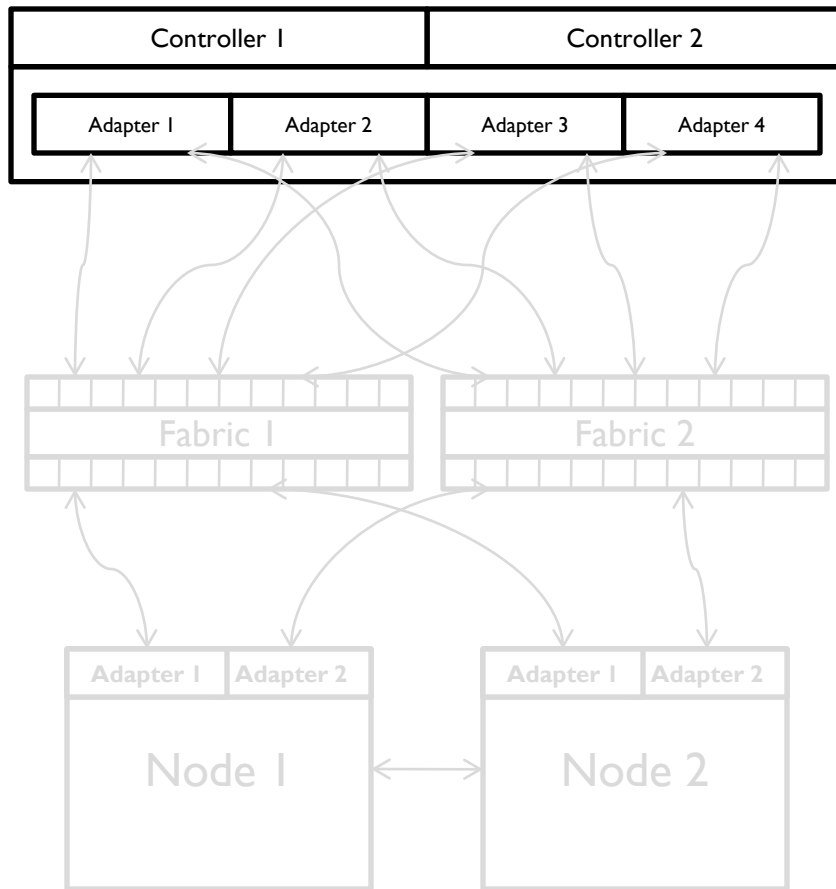 Controller 1 Controller 2
Adapter 1 Adapter 2 Adapter 3 Adapter 4
Fabric 1 Fabric 2
Adapter 1 Adapter 2 Adapter 1 Adapter 2
Node 1 Node 2